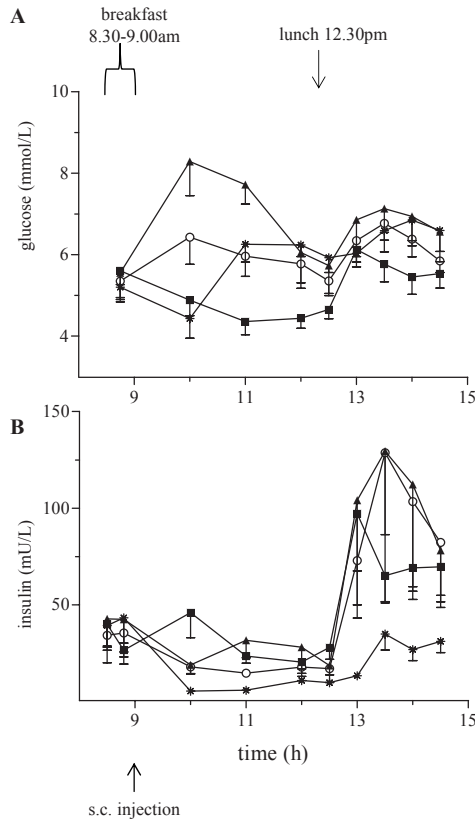 A
breakfast
8.30-9.00am
lunch 12.30pm
glucose (mmol/L)
10
8
6
4
9
11
13
15
B
insulin (mU/L)
150
100
50
9
11
13
15
time (h)
s.c. injection